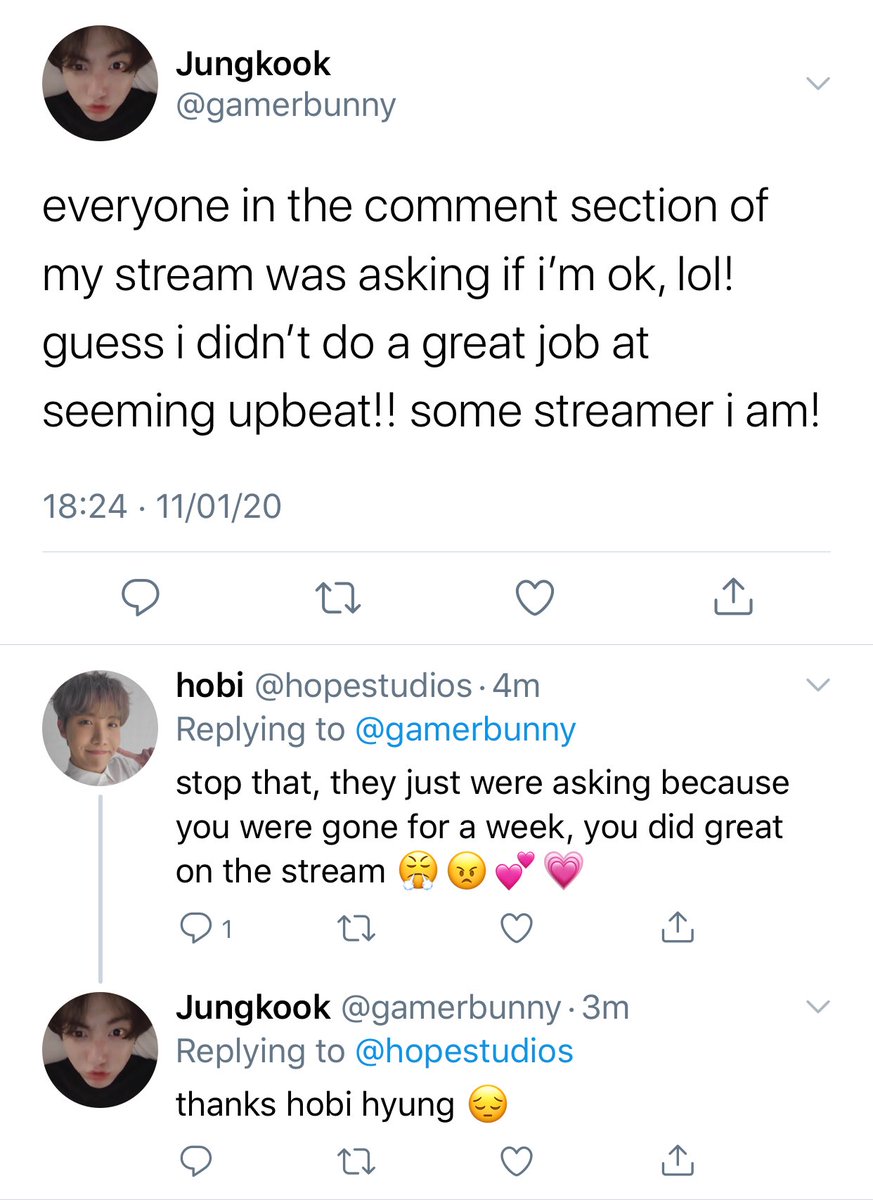 Jungkook
@gamerbunny
everyone in the comment section of
my stream was asking if i’m ok, lol!
guess i didn’t do a great job at
seeming upbeat!! some streamer i am!
18:24 · 11/01/20
hobi @hopestudios · 4m
Replying to @gamerbunny
stop that, they just were asking because
you were gone for a week, you did great
on the stream 😤😠💕💗
1
Jungkook @gamerbunny · 3m
Replying to @hopestudios
thanks hobi hyung 😔